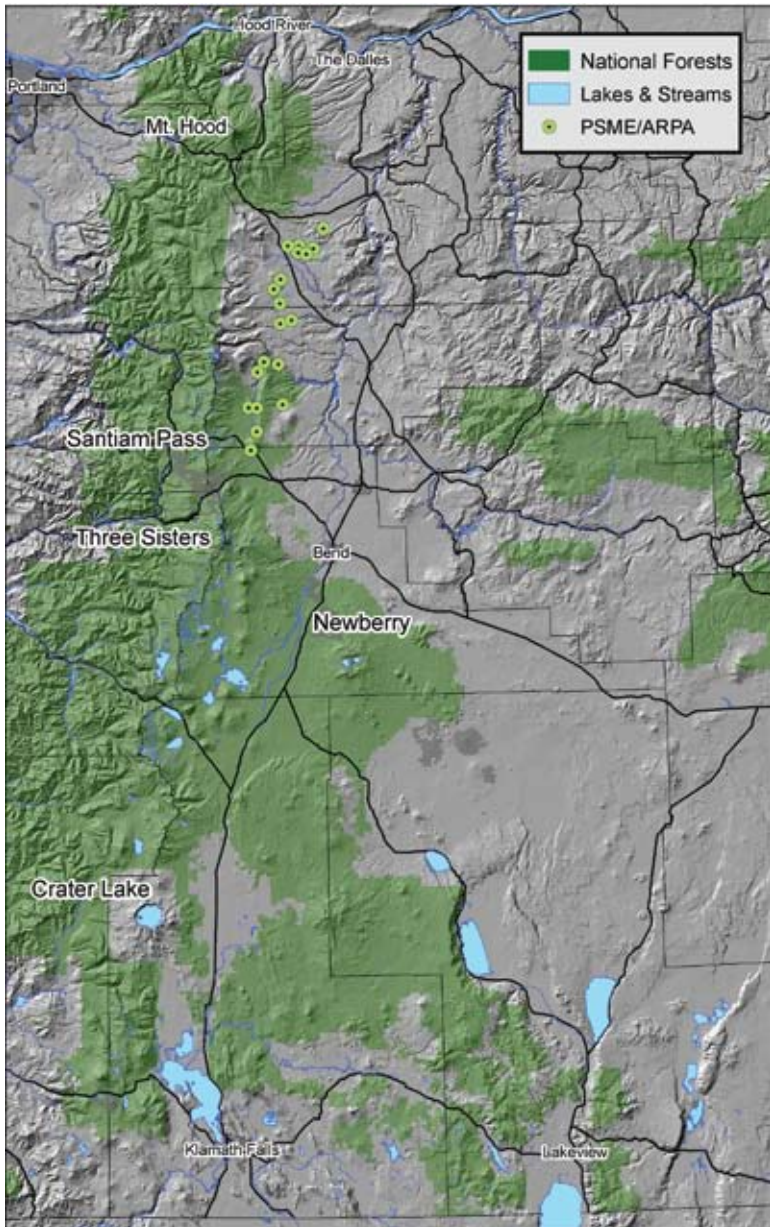 Hood River
The Dalles
Portland
Mt. Hood
National Forests
Lakes & Streams
PSME/ARPA
Santiam Pass
Three Sisters
Bend
Newberry
Crater Lake
Klamath Falls
Lakeview